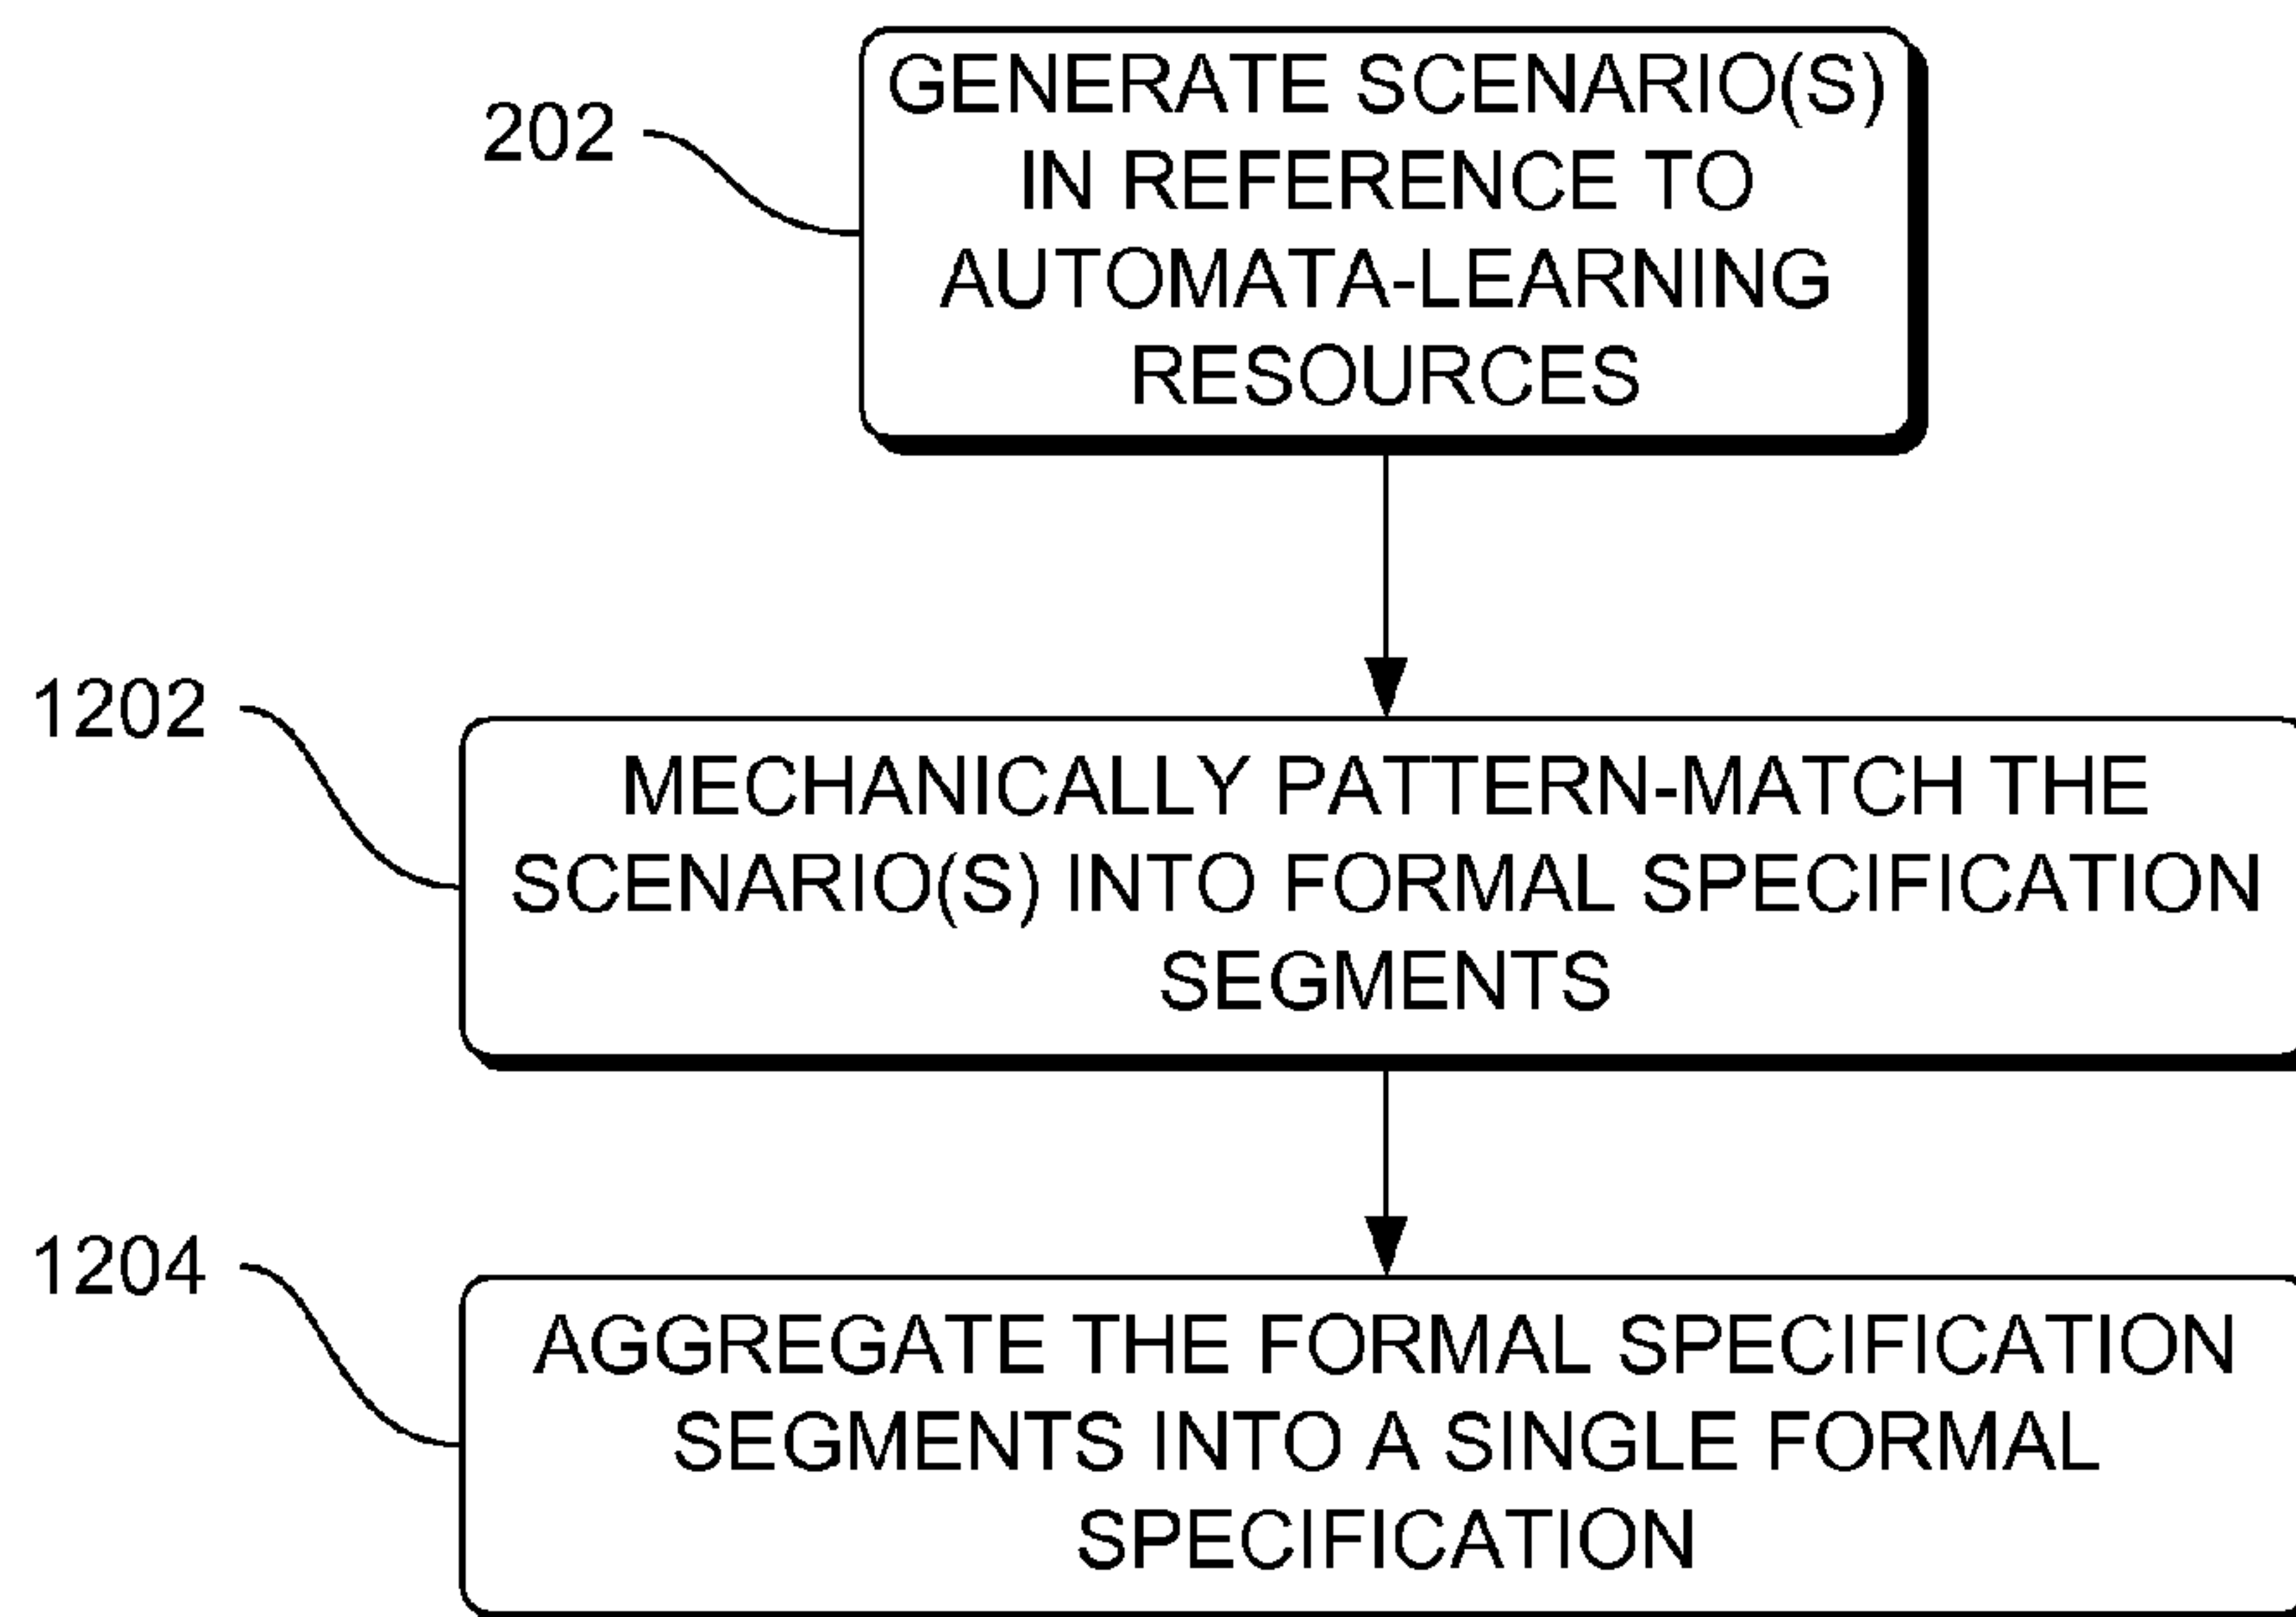 202
GENERATE SCENARIO(S)
IN REFERENCE TO
AUTOMATA-LEARNING
RESOURCES
1202
MECHANICALLY PATTERN-MATCH THE
SCENARIO(S) INTO FORMAL SPECIFICATION
SEGMENTS
1204
AGGREGATE THE FORMAL SPECIFICATION
SEGMENTS INTO A SINGLE FORMAL
SPECIFICATION